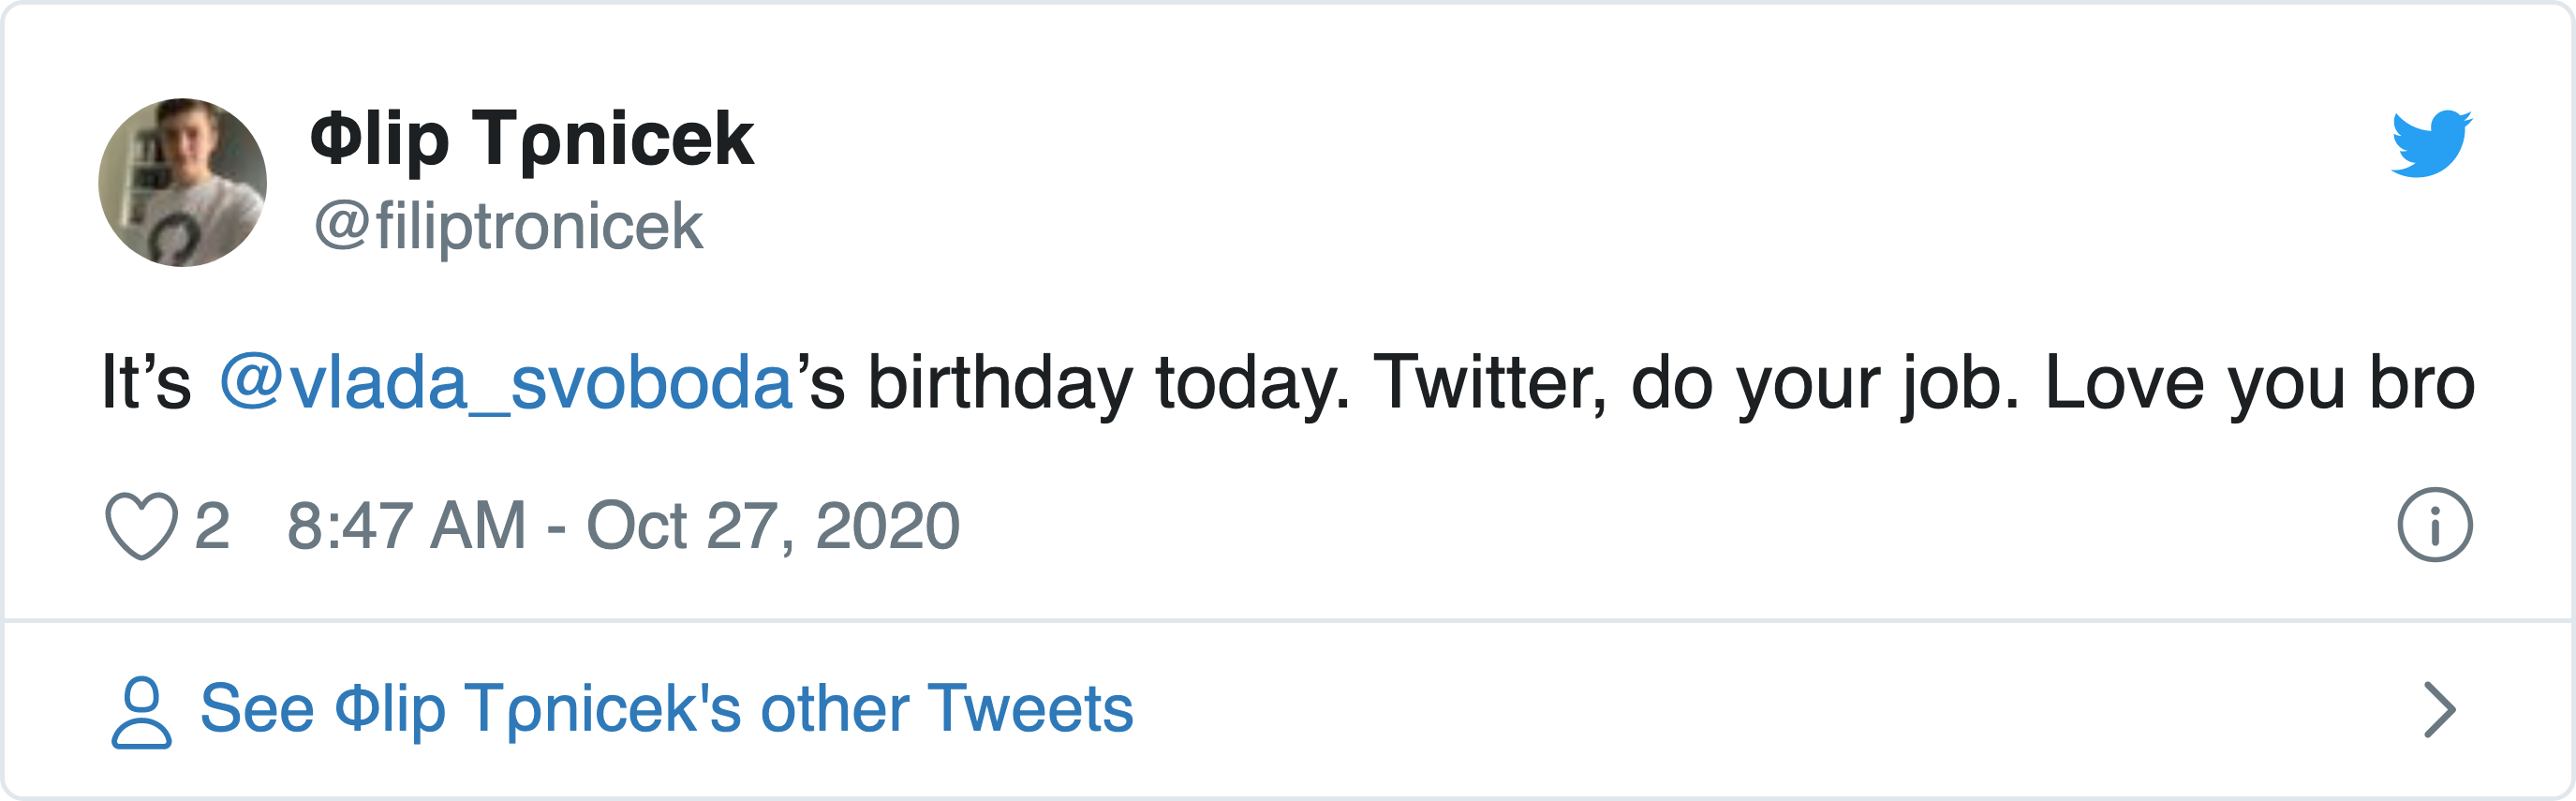 Φlip Tρnicek
@filiptronicek
It’s @vlada_svoboda’s birthday today. Twitter, do your job. Love you bro
2 8:47 AM - Oct 27, 2020
See Φlip Tρnicek's other Tweets